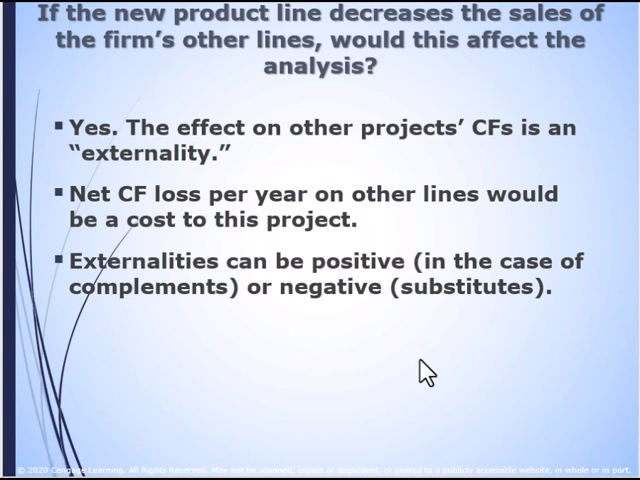 If the new product line decreases the sales of
the firm's other lines, would this affect the
analysis?
▪ Yes. The effect on other projects' CFs is an
“externality.”
▪ Net CF loss per year on other lines would
be a cost to this project.
▪ Externalities can be positive (in the case of
complements) or negative (substitutes).
© 2020 Cengage Learning. All Rights Reserved. May not be scanned, copied or duplicated, or posted to a publicly accessible website, in whole or in part.